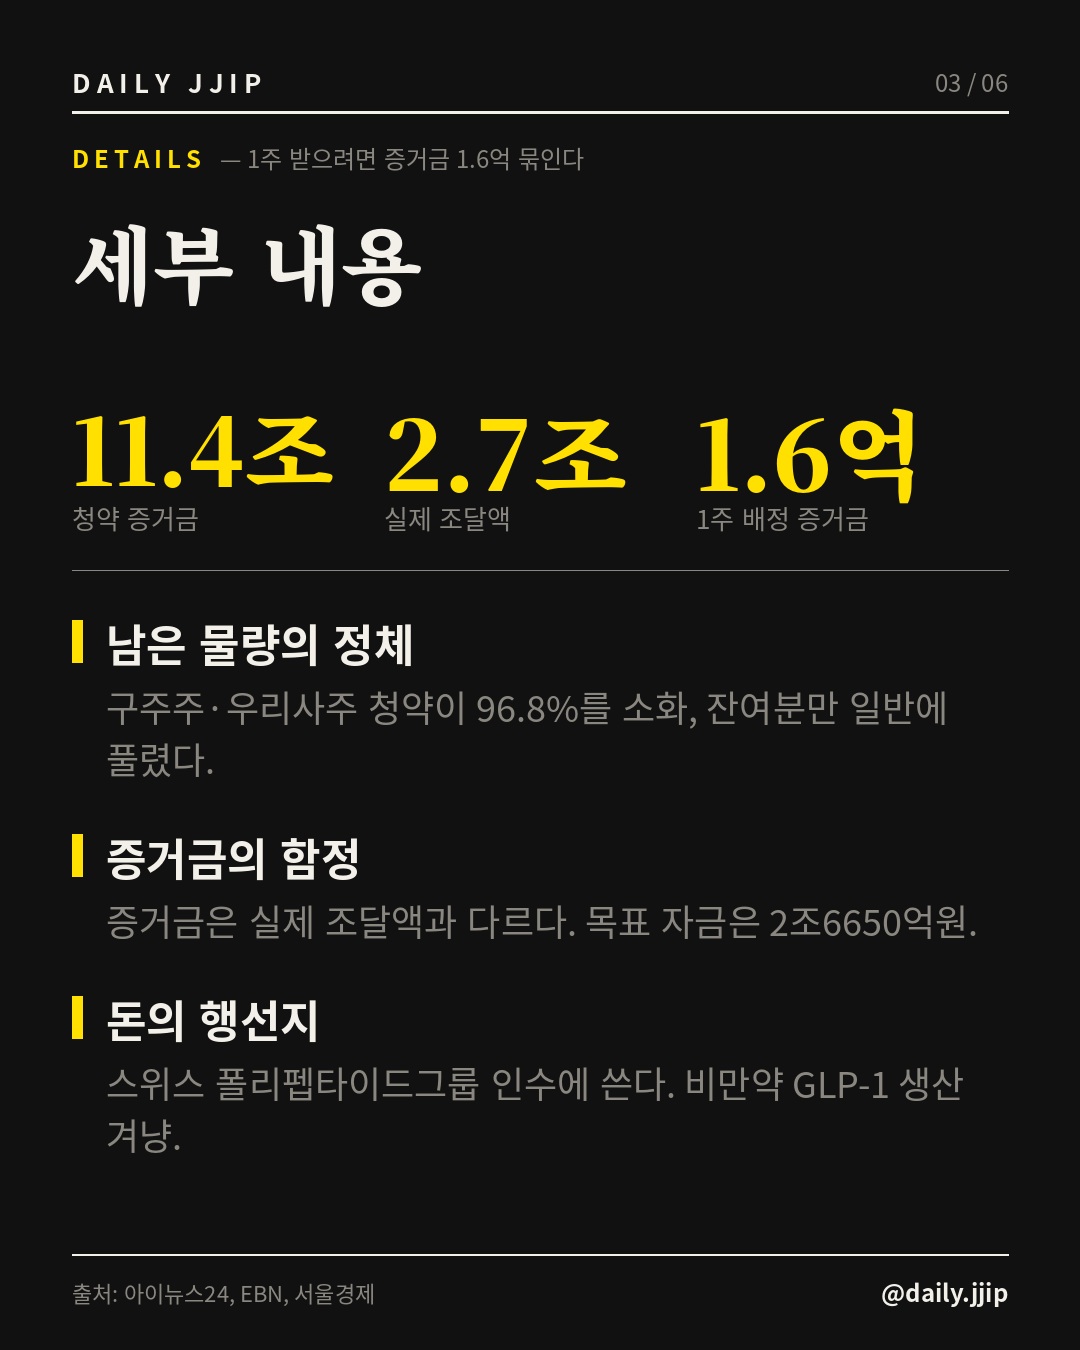 DAILY JJIP
03 / 06
DETAILS — 1주 받으려면 증거금 1.6억 묶인다
세부 내용
11.4조 2.7조 1.6억
청약 증거금 실제 조달액 1주 배정 증거금
남은 물량의 정체
구주주·우리사주 청약이 96.8%를 소화, 잔여분만 일반에
풀렸다.
증거금의 함정
증거금은 실제 조달액과 다르다. 목표 자금은 2조6650억원.
돈의 행선지
스위스 폴리펩타이드그룹 인수에 쓴다. 비만약 GLP-1 생산
겨냥.
출처: 아이뉴스24, EBN, 서울경제
@daily.jjip